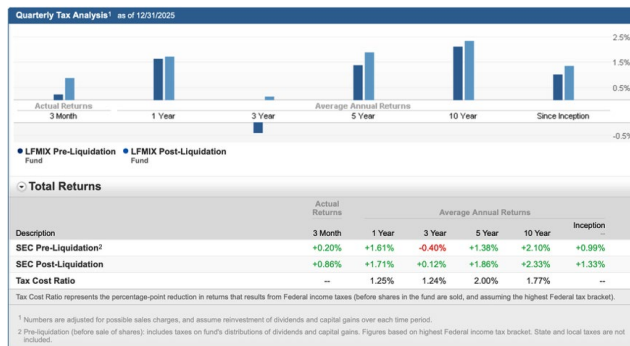 Quarterly Tax Analysis1 as of 12/31/2025
2.5%
1.5%
0.5%
Actual Returns Average Annual Returns
3 Month 1 Year 3 Year 5 Year 10 Year Since Inception
-0.5%
LFMIX Pre-Liquidation LFMIX Post-Liquidation
Fund Fund
Total Returns
Actual Returns Average Annual Returns
Description 3 Month 1 Year 3 Year 5 Year 10 Year Inception --
SEC Pre-Liquidation2 +0.20% +1.61% -0.40% +1.38% +2.10% +0.99%
SEC Post-Liquidation +0.86% +1.71% +0.12% +1.86% +2.33% +1.33%
Tax Cost Ratio -- 1.25% 1.24% 2.00% 1.77% --
Tax Cost Ratio represents the percentage-point reduction in returns that results from Federal income taxes (before shares in the fund are sold, and assuming the highest Federal tax bracket).
1 Numbers are adjusted for possible sales charges, and assume reinvestment of dividends and capital gains over each time period.
2 Pre-liquidation (before sale of shares): includes taxes on fund's distributions of dividends and capital gains. Figures based on highest Federal income tax bracket. State and local taxes are not
included.